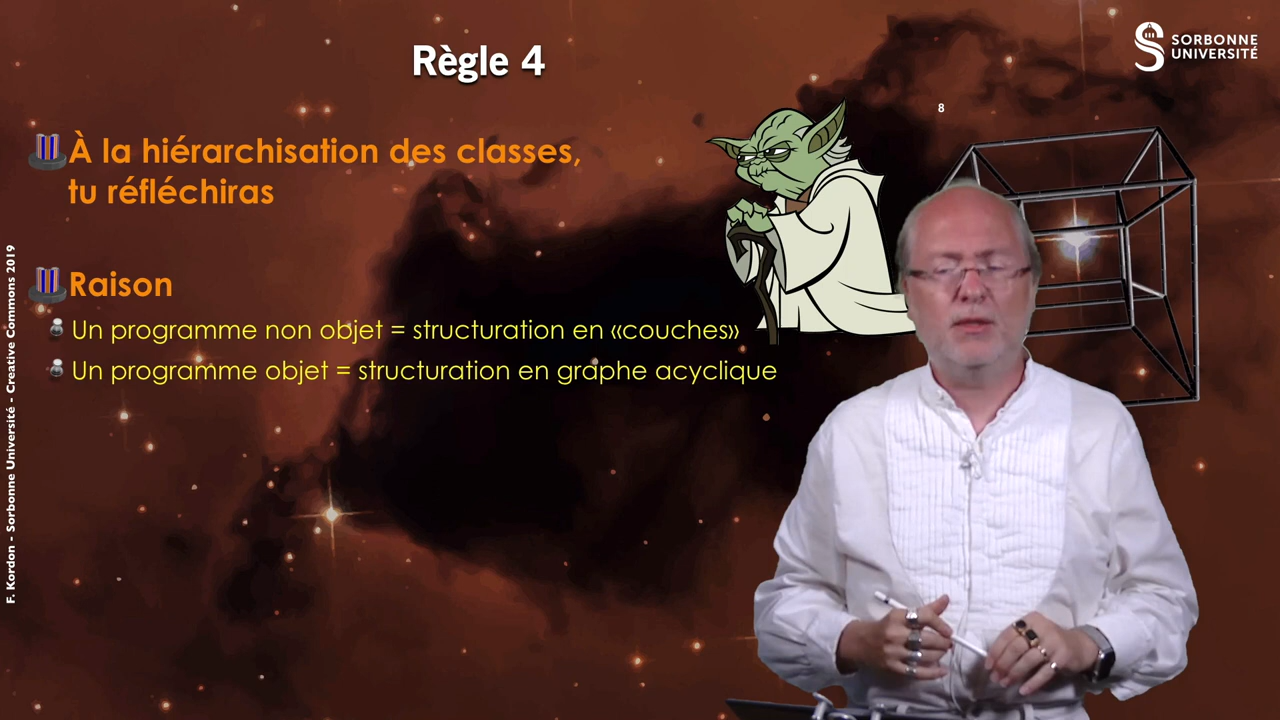 Règle 4
SORBONNE
UNIVERSITÉ
8
À la hiérarchisation des classes,
tu réfléchiras
Raison
Un programme non objet = structuration en «couches»
Un programme objet = structuration en graphe acyclique
F. Kordon - Sorbonne Université - Creative Commons 2019